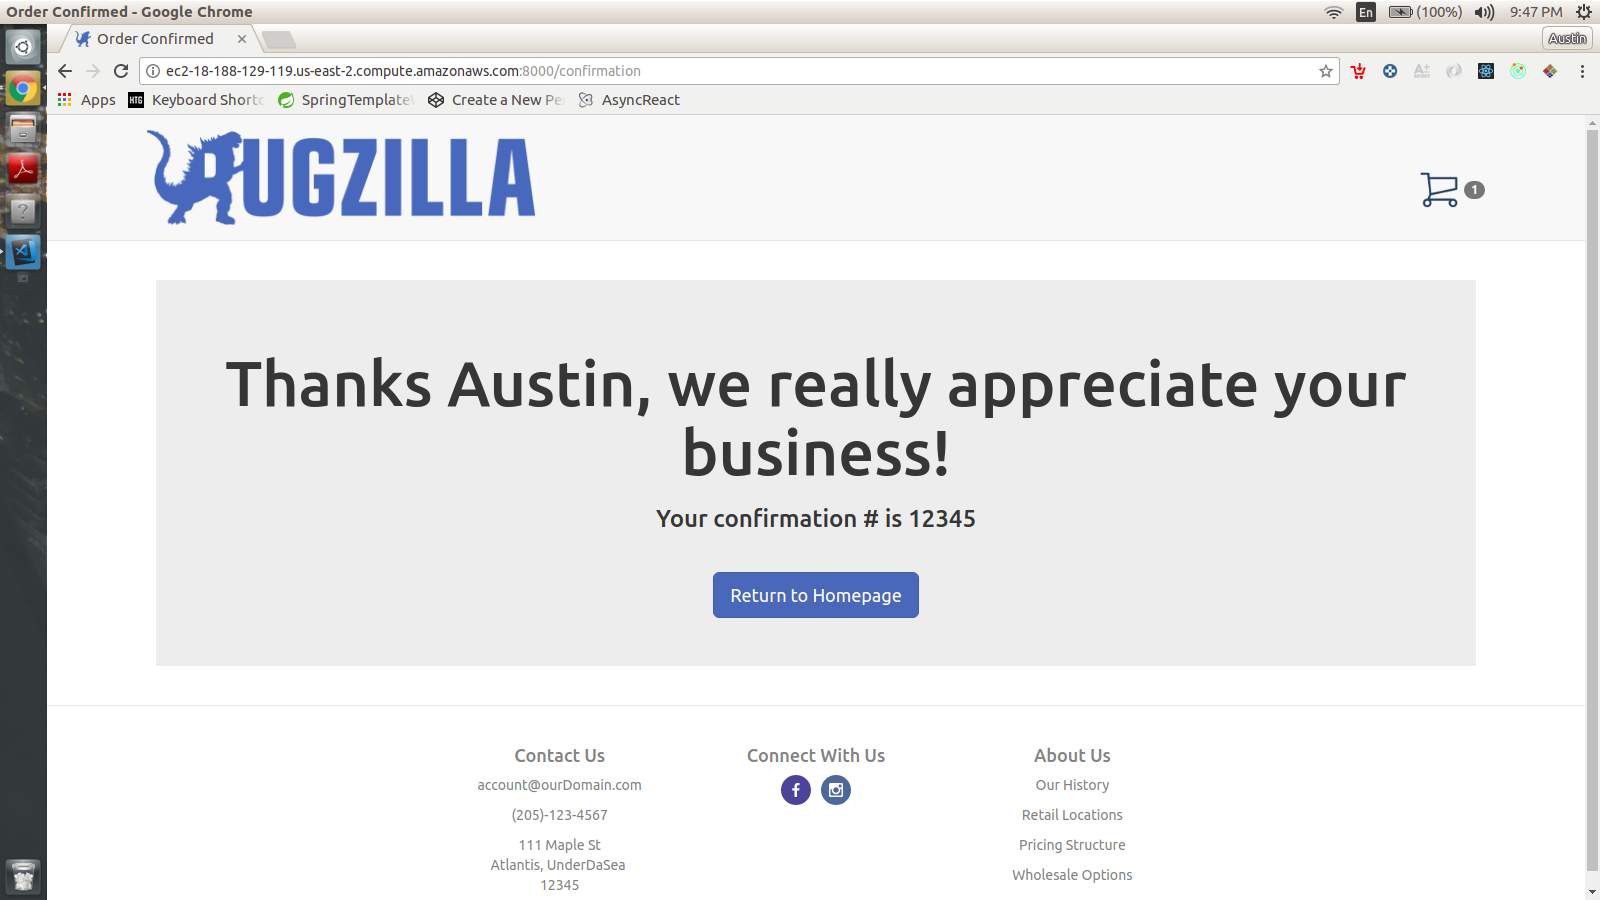 Order Confirmed - Google Chrome
En
(100%)
9:47 PM
Order Confirmed
Austin
ec2-18-188-129-119.us-east-2.compute.amazonaws.com:8000/confirmation
Apps
HTG
Keyboard Shortc
SpringTemplate
Create a New Pe
AsyncReact
RUGZILLA
1
Thanks Austin, we really appreciate your
business!
Your confirmation # is 12345
Return to Homepage
Contact Us
account@ourDomain.com
(205)-123-4567
111 Maple St
Atlantis, UnderDaSea
12345
Connect With Us
About Us
Our History
Retail Locations
Pricing Structure
Wholesale Options